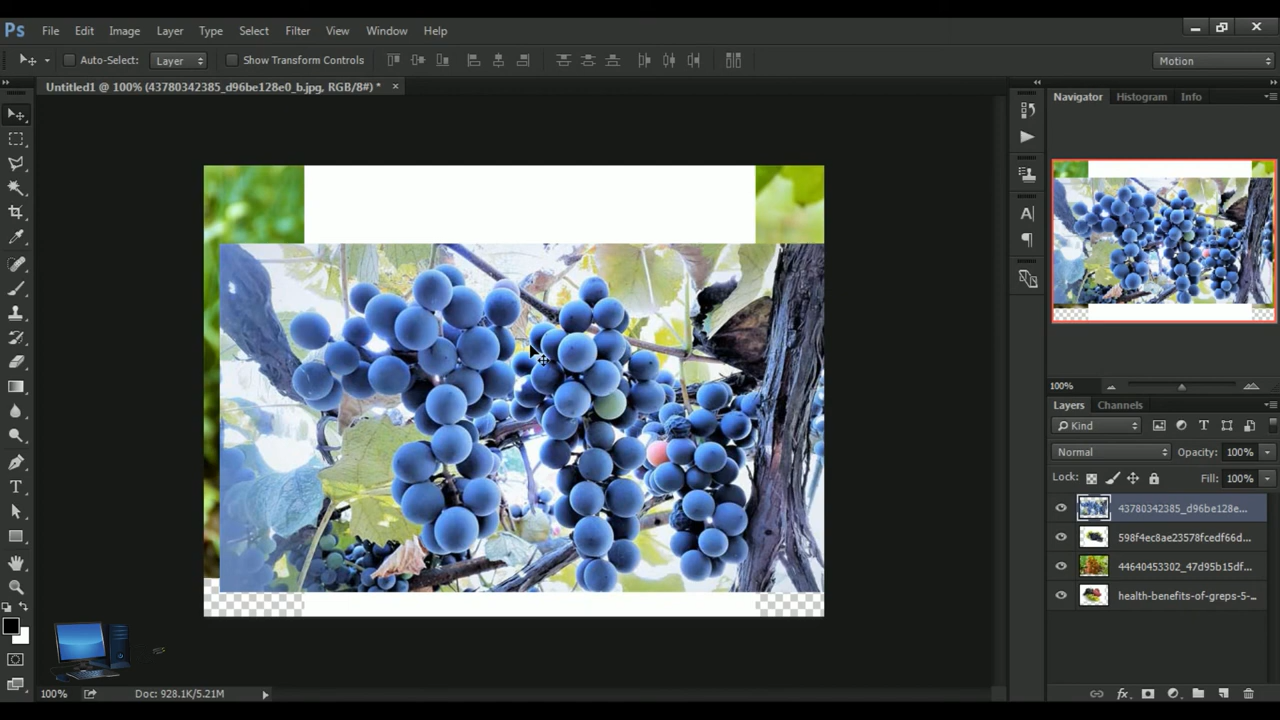 Ps File Edit Image Layer Type Select Filter View Window Help
Auto-Select: Layer Show Transform Controls Motion
Untitled1 @ 100% (43780342385_d96be128e0_b.jpg, RGB/8#) * ×
Navigator Histogram Info
100%
Layers Channels
Kind
Normal Opacity: 100%
Lock: Fill: 100%
43780342385_d96be128e...
598f4ec8ae23578fcedf66d...
44640453302_47d95b15df...
health-benefits-of-greps-5-...
100% Doc: 928.1K/5.21M